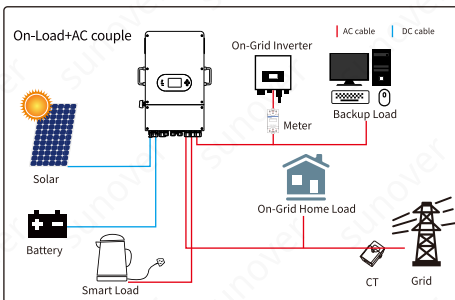 On-Load+AC couple
AC cable
DC cable
On-Grid Inverter
Meter
Backup Load
Solar
On-Grid Home Load
Battery
Smart Load
CT
Grid
sunover